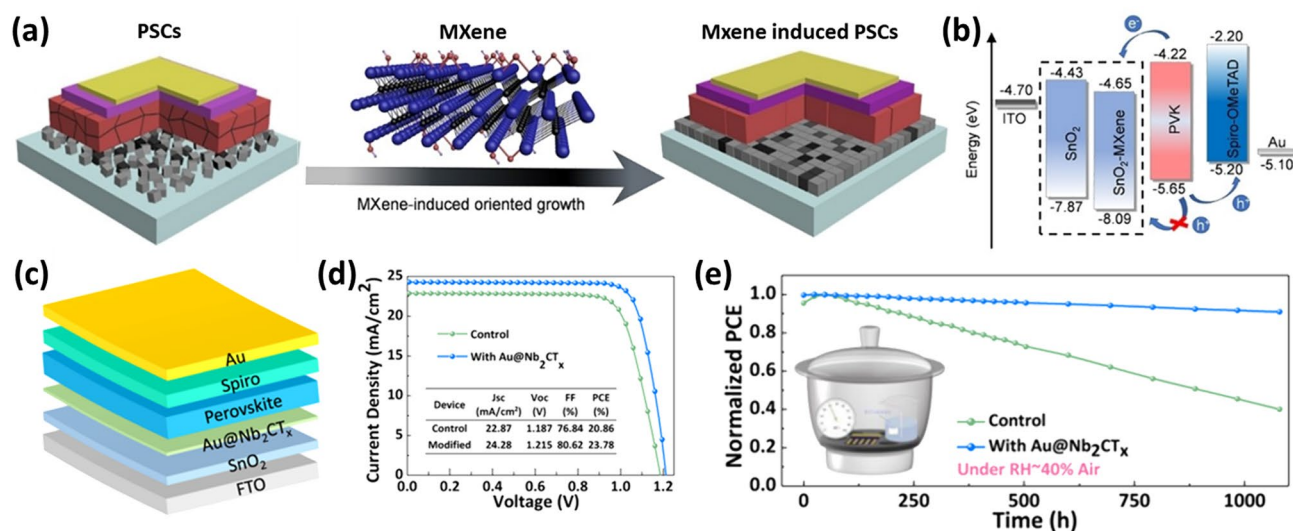 (a)
PSCs
MXene
Mxene induced PSCs
MXene-induced oriented growth
(b)
Energy (eV)
-4.70
ITO
-4.43
SnO₂
-7.87
-4.65
SnO₂-MXene
-8.09
e⁻
-4.22
PVK
-5.65
-2.20
Spiro-OMeTAD
-5.20
Au
-5.10
h⁺
h⁺
(c)
Au
Spiro
Perovskite
Au@Nb₂CTₓ
SnO₂
FTO
(d)
Current Density (mA/cm²)
25
20
15
10
5
0
Control
With Au@Nb₂CTₓ
Device Jsc (mA/cm²) Voc (V) FF (%) PCE (%)
Control 22.87 1.187 76.84 20.86
Modified 24.28 1.215 80.62 23.78
0.0 0.2 0.4 0.6 0.8 1.0 1.2
Voltage (V)
(e)
Normalized PCE
1.0
0.8
0.6
0.4
0.2
0.0
Control
With Au@Nb₂CTₓ
Under RH~40% Air
0 250 500 750 1000
Time (h)